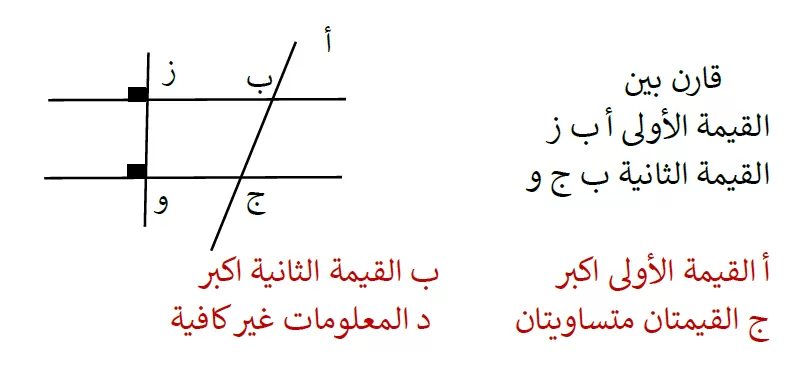 أ
ز
ب
و
ج
قارن بين
القيمة الأولى أ ب ز
القيمة الثانية ب ج و
أ القيمة الأولى اكبر
ب القيمة الثانية اكبر
ج القيمتان متساويتان
د المعلومات غير كافية